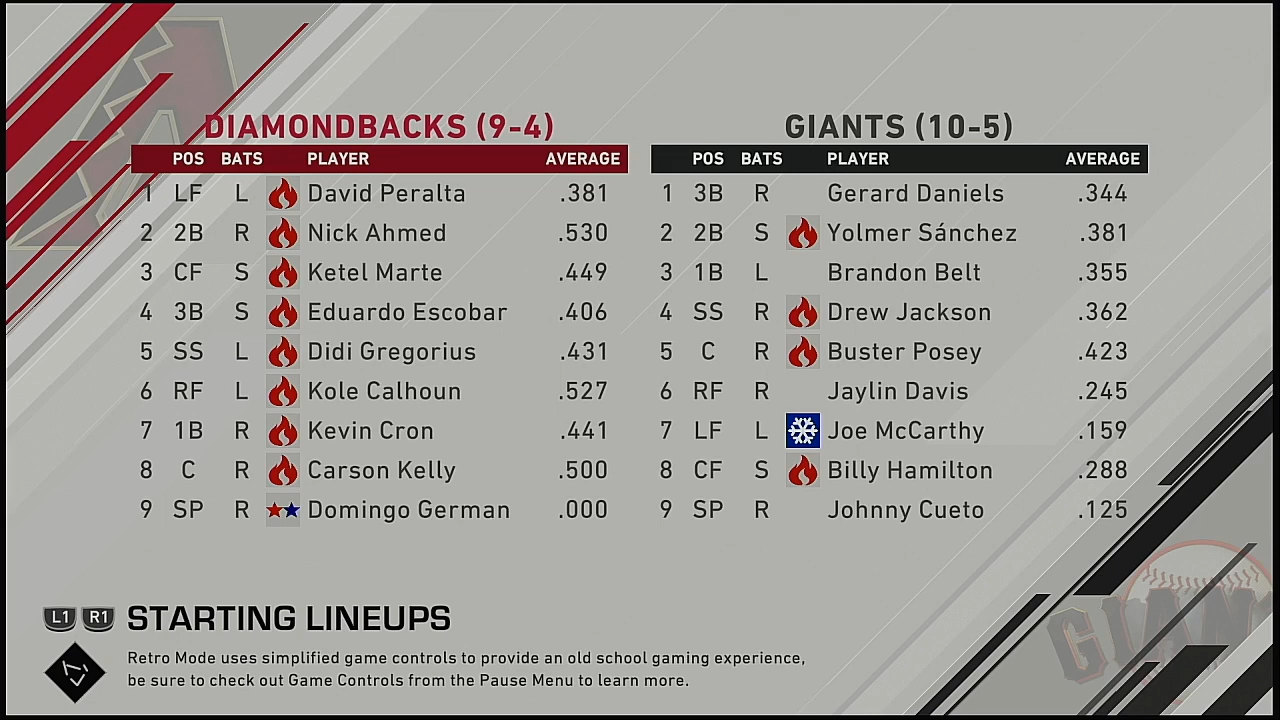 DIAMONDBACKS (9-4)
POS BATS PLAYER AVERAGE
1 LF L David Peralta .381
2 2B R Nick Ahmed .530
3 CF S Ketel Marte .449
4 3B S Eduardo Escobar .406
5 SS L Didi Gregorius .431
6 RF L Kole Calhoun .527
7 1B R Kevin Cron .441
8 C R Carson Kelly .500
9 SP R Domingo German .000
GIANTS (10-5)
POS BATS PLAYER AVERAGE
1 3B R Gerard Daniels .344
2 2B S Yolmer Sánchez .381
3 1B L Brandon Belt .355
4 SS R Drew Jackson .362
5 C R Buster Posey .423
6 RF R Jaylin Davis .245
7 LF L Joe McCarthy .159
8 CF S Billy Hamilton .288
9 SP R Johnny Cueto .125
GIAN
L1 R1 STARTING LINEUPS
Retro Mode uses simplified game controls to provide an old school gaming experience,
be sure to check out Game Controls from the Pause Menu to learn more.